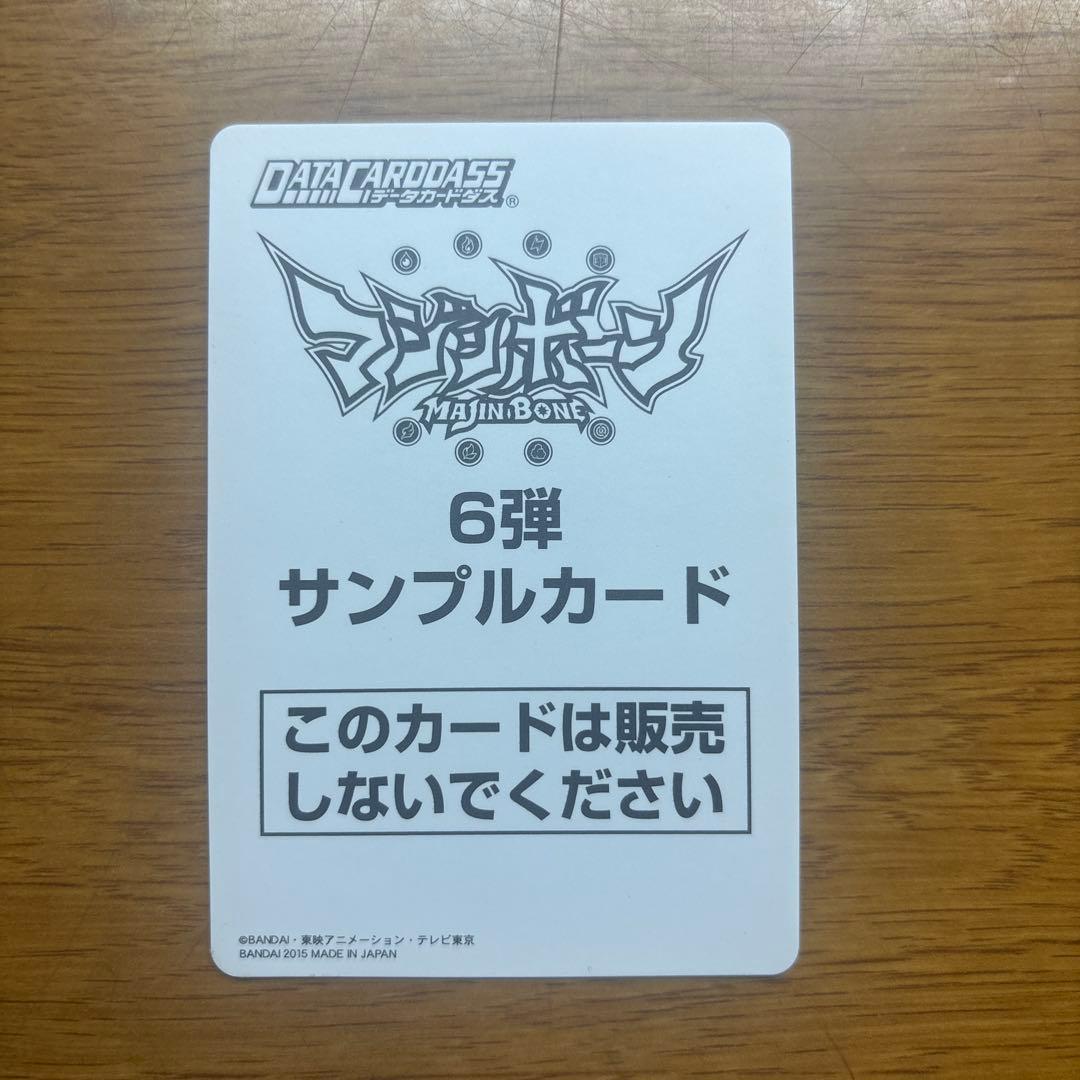 DATACARDDASS
データカードダス®
マジンボーン
MAJIN BONE
6弾
サンプルカード
このカードは販売
しないでください
©BANDAI・東映アニメーション・テレビ東京
BANDAI 2015 MADE IN JAPAN